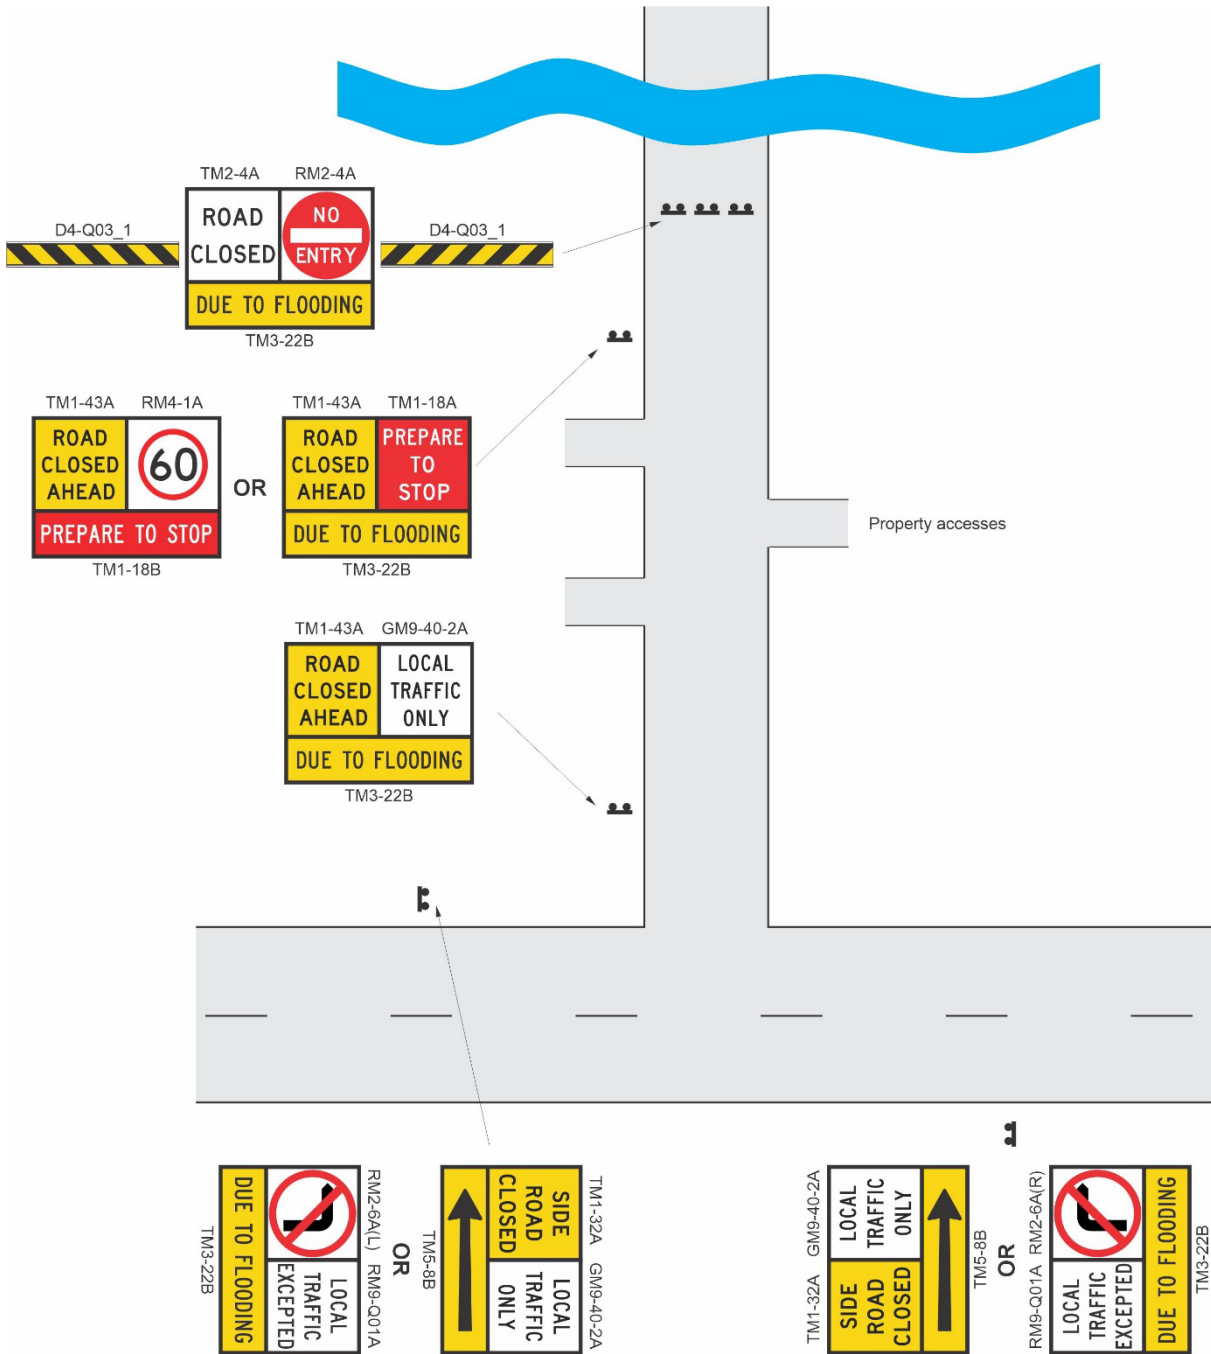 TM2-4A RM2-4A
ROAD
CLOSED
NO
ENTRY
D4-Q03_1
D4-Q03_1
DUE TO FLOODING
TM3-22B
TM1-43A RM4-1A
ROAD
CLOSED
AHEAD
60
PREPARE TO STOP
TM1-18B
OR
TM1-43A TM1-18A
ROAD
CLOSED
AHEAD
PREPARE
TO
STOP
DUE TO FLOODING
TM3-22B
Property accesses
TM1-43A GM9-40-2A
ROAD
CLOSED
AHEAD
LOCAL
TRAFFIC
ONLY
DUE TO FLOODING
TM3-22B
RM2-6A(L) RM9-Q01A
LOCAL
TRAFFIC
EXCEPTED
DUE TO FLOODING
TM3-22B
OR
TM1-32A GM9-40-2A
SIDE
ROAD
CLOSED
LOCAL
TRAFFIC
ONLY
TM5-8B
TM1-32A GM9-40-2A
SIDE
ROAD
CLOSED
LOCAL
TRAFFIC
ONLY
TM5-8B
OR
RM9-Q01A RM2-6A(R)
LOCAL
TRAFFIC
EXCEPTED
DUE TO FLOODING
TM3-22B